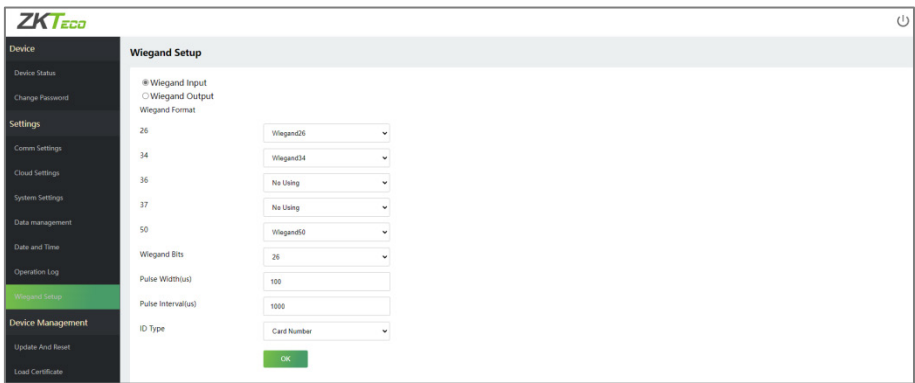 ZKTeco
Device
Device Status
Change Password
Settings
Comm Settings
Cloud Settings
System Settings
Data management
Date and Time
Operation Log
Wiegand Setup
Device Management
Update And Reset
Load Certificate
Wiegand Setup
Wiegand Input
Wiegand Output
Wiegand Format
26 Wiegand26
34 Wiegand34
36 No Using
37 No Using
50 Wiegand50
Wiegand Bits 26
Pulse Width(us) 100
Pulse Interval(us) 1000
ID Type Card Number
OK